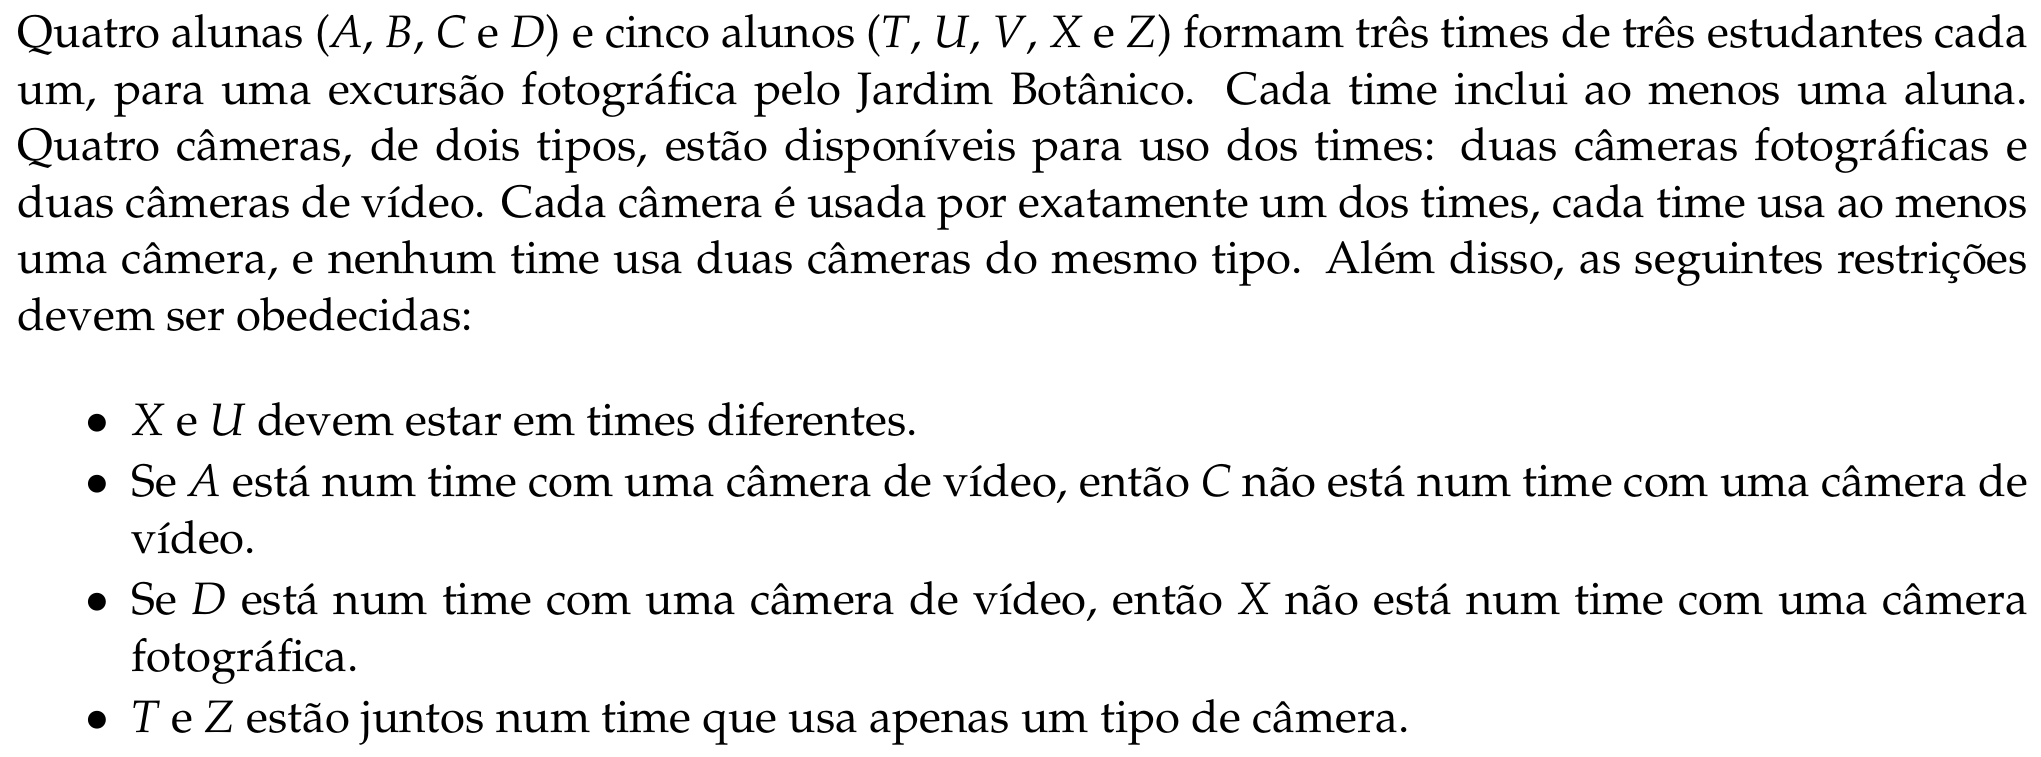 Quatro alunas (A, B, C e D) e cinco alunos (T, U, V, X e Z) formam três times de três estudantes cada
um, para uma excursão fotográfica pelo Jardim Botânico. Cada time inclui ao menos uma aluna.
Quatro câmeras, de dois tipos, estão disponíveis para uso dos times: duas câmeras fotográficas e
duas câmeras de vídeo. Cada câmera é usada por exatamente um dos times, cada time usa ao menos
uma câmera, e nenhum time usa duas câmeras do mesmo tipo. Além disso, as seguintes restrições
devem ser obedecidas:
• X e U devem estar em times diferentes.
• Se A está num time com uma câmera de vídeo, então C não está num time com uma câmera de
vídeo.
• Se D está num time com uma câmera de vídeo, então X não está num time com uma câmera
fotográfica.
• T e Z estão juntos num time que usa apenas um tipo de câmera.